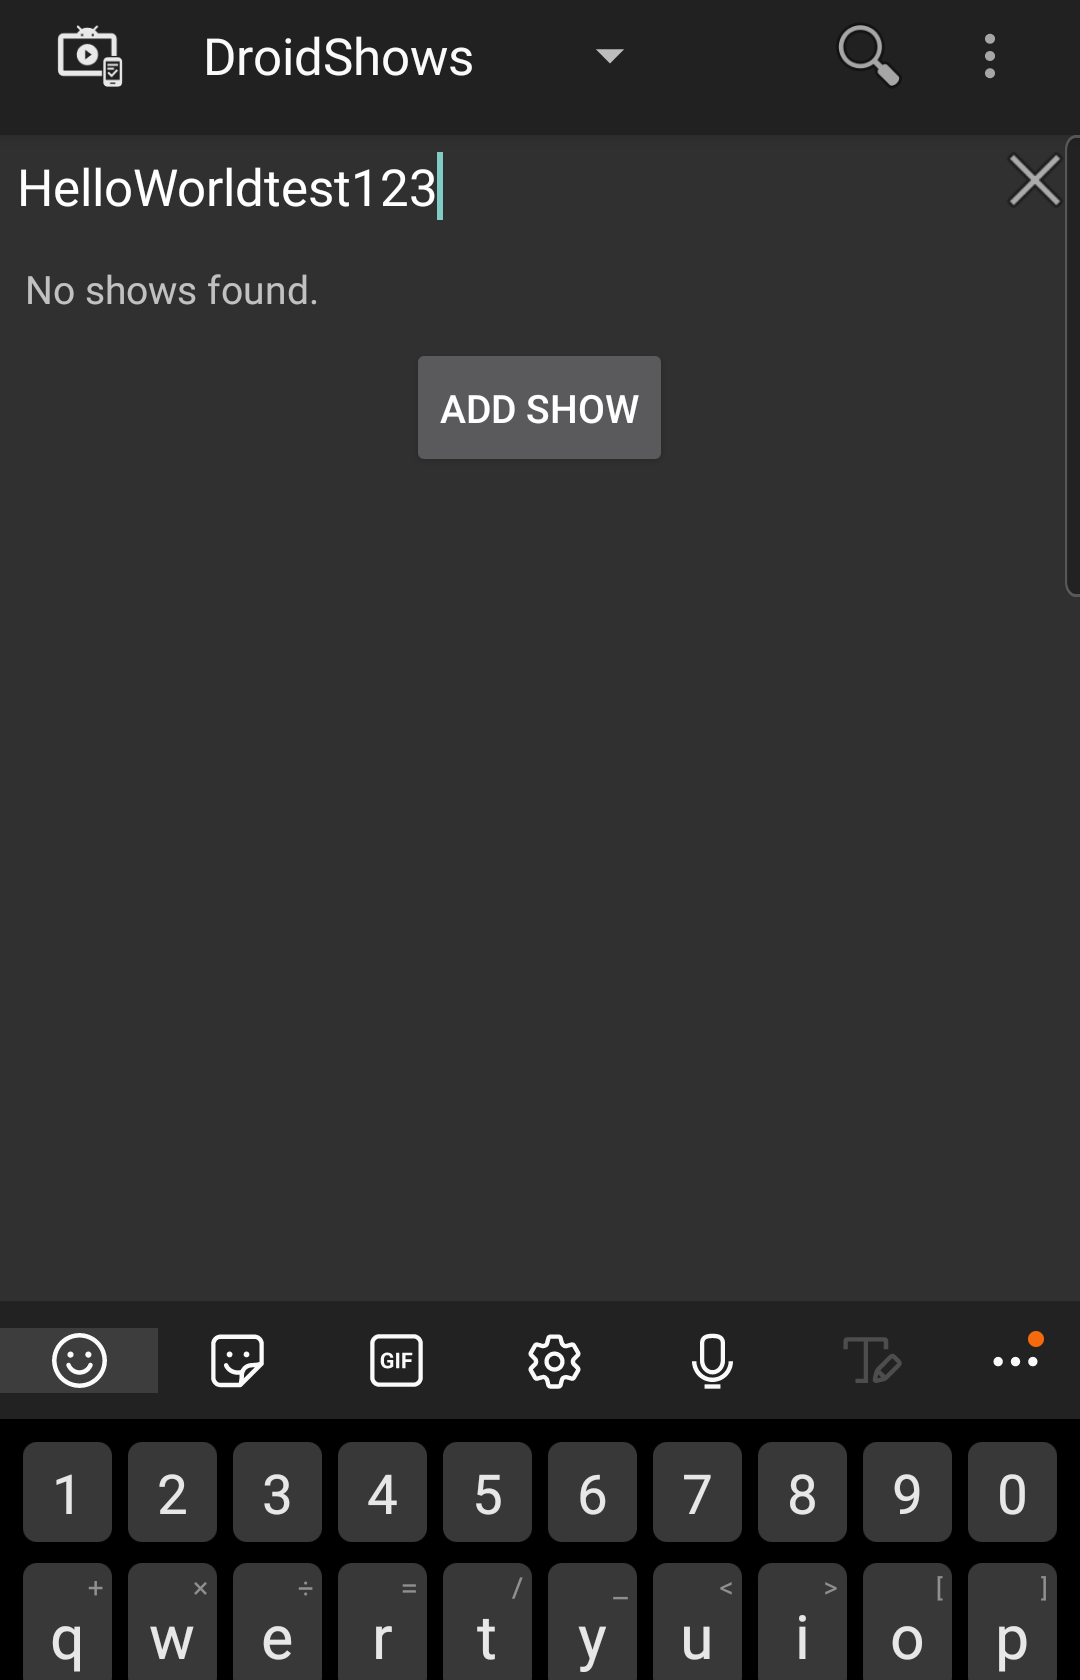 DroidShows
HelloWorldtest123
No shows found.
ADD SHOW
GIF
1 2 3 4 5 6 7 8 9 0
+ × ÷ = / _ < > [ ]
q w e r t y u i o p